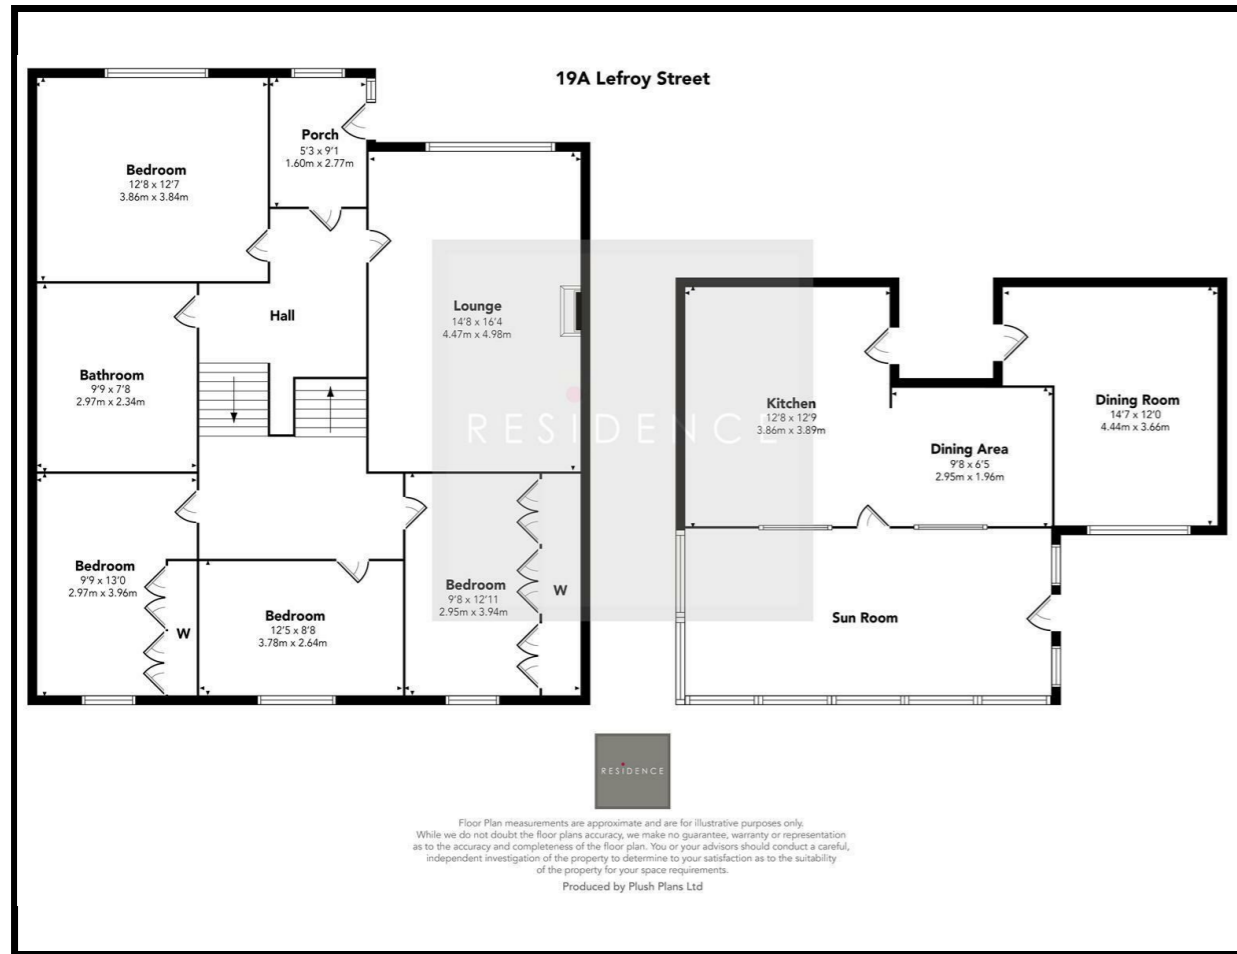 19A Lefroy Street
Porch
5'3 x 9'1
1.60m x 2.77m
Bedroom
12'8 x 12'7
3.86m x 3.84m
Lounge
14'8 x 16'4
4.47m x 4.98m
Hall
Bathroom
9'9 x 7'8
2.97m x 2.34m
Kitchen
12'8 x 12'9
3.86m x 3.89m
Dining Room
14'7 x 12'0
4.44m x 3.66m
Dining Area
9'8 x 6'5
2.95m x 1.96m
RESIDENCE
Bedroom
9'9 x 13'0
2.97m x 3.96m
W
Bedroom
12'5 x 8'8
3.78m x 2.64m
Bedroom
9'8 x 12'11
2.95m x 3.94m
W
Sun Room
RESIDENCE
Floor Plan measurements are approximate and are for illustrative purposes only.
While we do not doubt the floor plans accuracy, we make no guarantee, warranty or representation
as to the accuracy and completeness of the floor plan. You or your advisors should conduct a careful,
independent investigation of the property to determine to your satisfaction as to the suitability
of the property for your space requirements.
Produced by Plush Plans Ltd